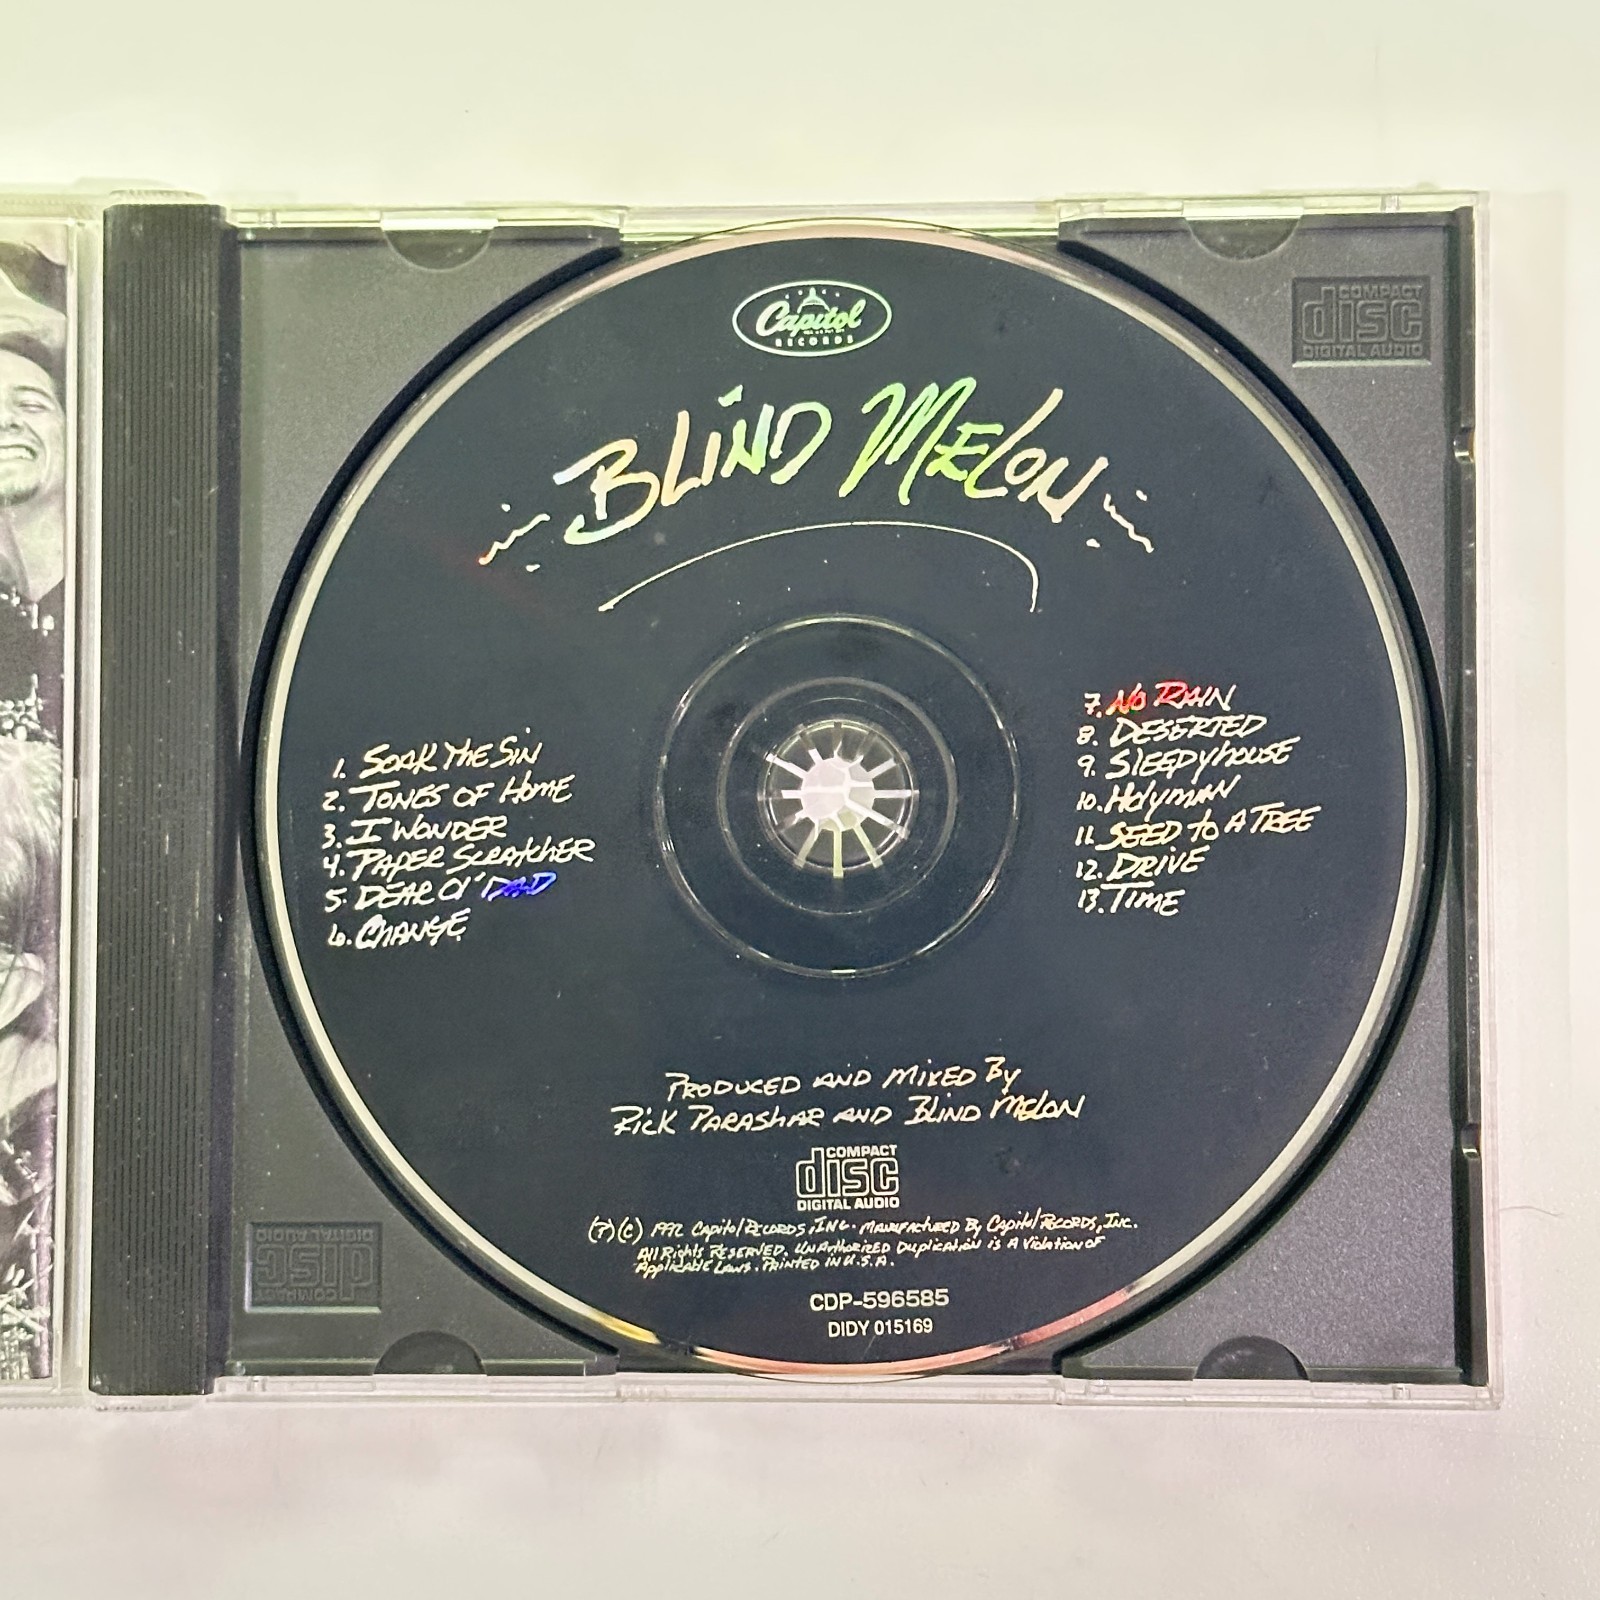 Capitol
RECORDS
BLIND MELON
1. SOAK THE SIN
2. TONES OF HOME
3. I WONDER
4. PAPER SCRATCHER
5. DEAR OL' DAD
6. CHANGE
7. NO RAIN
8. DESERTED
9. SLEEPYHOUSE
10. HOLYMAN
11. SEED to A TREE
12. DRIVE
13. TIME
PRODUCED AND MIXED By
RICK PARASHAR AND BLIND MELON
COMPACT
disc
DIGITAL AUDIO
(P) (C) 1992 Capitol RECORDS, INC. MANUFACTURED By Capitol RECORDS, INC.
All Rights RESERVED. UNAuthORIZED Duplication is A Violation OF
Applicable Laws. PRINTED IN U.S.A.
CDP-596585
DIDY 015169
COMPACT
disc
DIGITAL AUDIO
COMPACT
disc
DIGITAL AUDIO